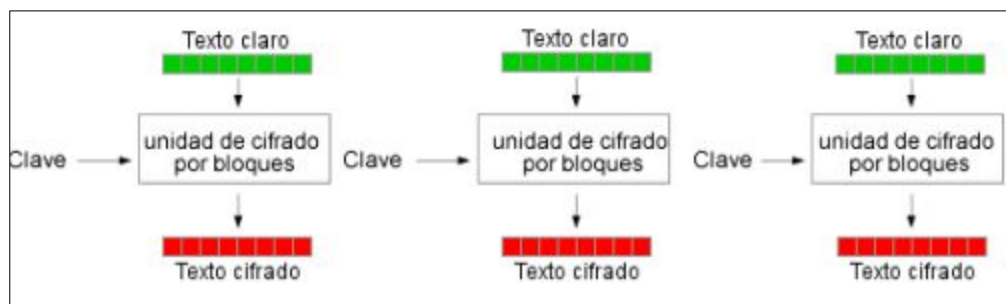 Texto claro
Clave
unidad de cifrado
por bloques
Texto cifrado
Texto claro
Clave
unidad de cifrado
por bloques
Texto cifrado
Texto claro
Clave
unidad de cifrado
por bloques
Texto cifrado